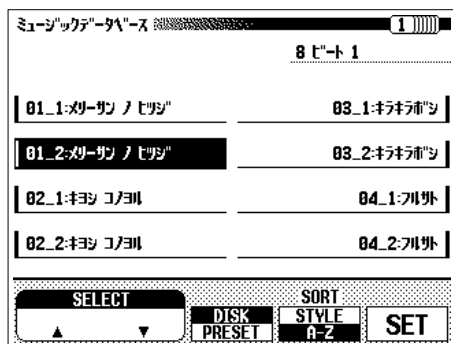 ミュージックデータベース
1
8 ビート 1
01_1:メリーサン ノ ヒツジ
03_1:キラキラボシ
01_2:メリーサン ノ ヒツジ
03_2:キラキラボシ
02_1:キヨシ コノヨル
04_1:フルサト
02_2:キヨシ コノヨル
04_2:フルサト
SELECT
▲ ▼
DISK
PRESET
SORT
STYLE
A-Z
SET